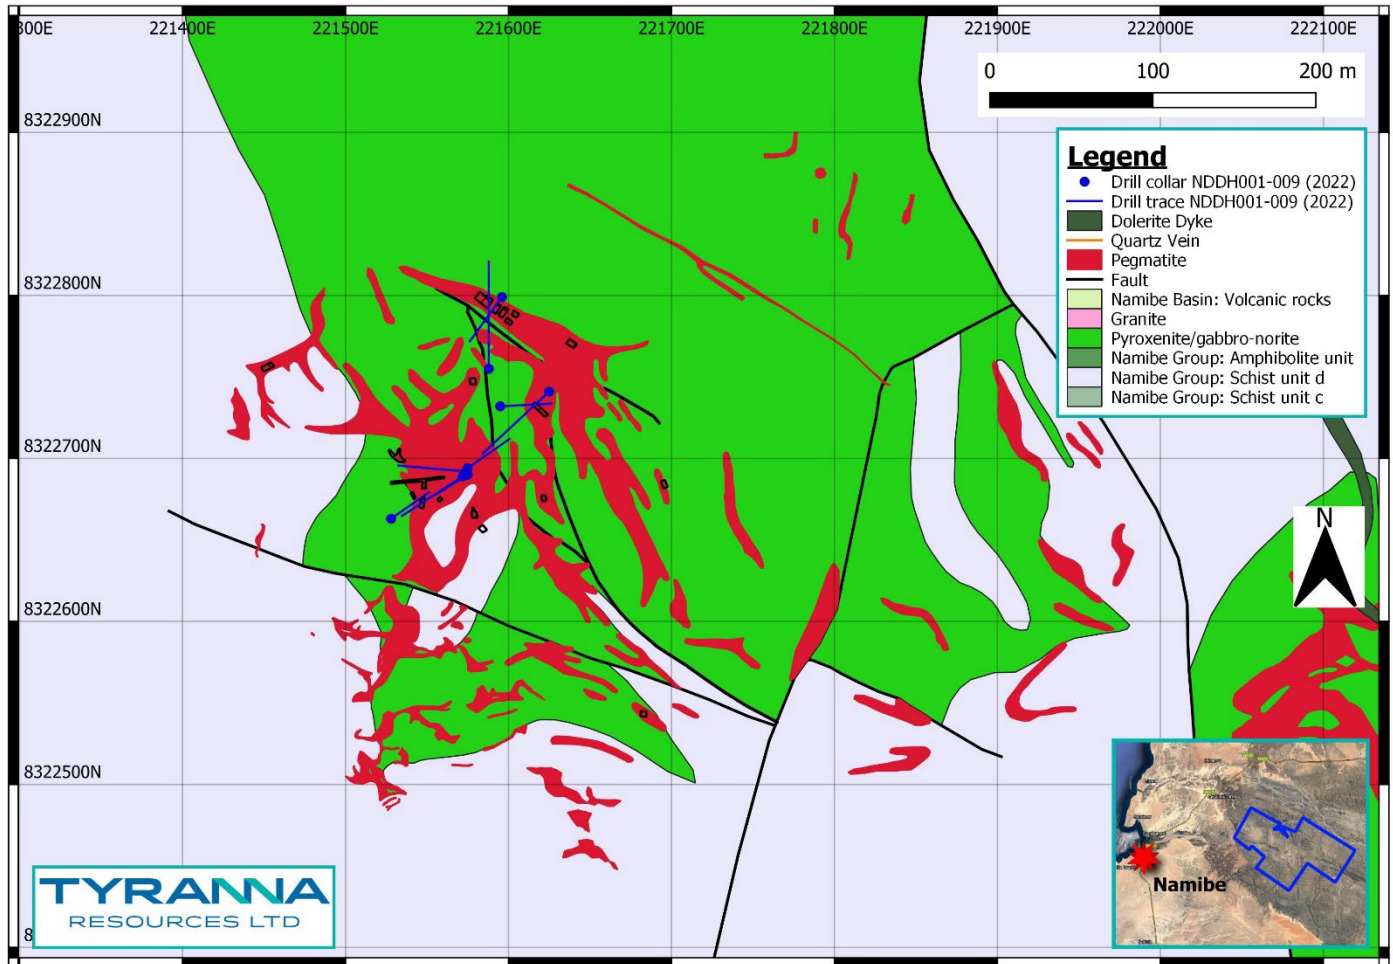 800E 221400E 221500E 221600E 221700E 221800E 221900E 222000E 222100E
0 100 200 m
8322900N
Legend
Drill collar NDDH001-009 (2022)
Drill trace NDDH001-009 (2022)
Dolerite Dyke
Quartz Vein
Pegmatite
Fault
Namibe Basin: Volcanic rocks
Granite
Pyroxenite/gabbro-norite
Namibe Group: Amphibolite unit
Namibe Group: Schist unit d
Namibe Group: Schist unit c
8322800N
8322700N
N
8322600N
8322500N
Namibe
TYRANNA
RESOURCES LTD
8